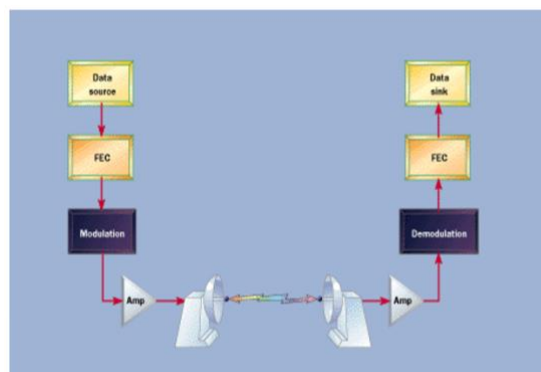 Data
source
FEC
Modulation
Amp
Data
sink
FEC
Demodulation
Amp